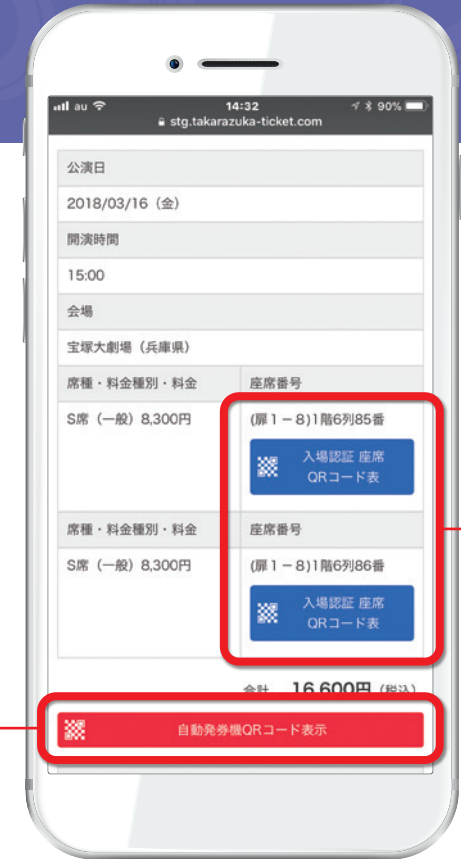 au 14:32 90%
stg.takarazuka-ticket.com
公演日
2018/03/16（金）
開演時間
15:00
会場
宝塚大劇場（兵庫県）
席種・料金種別・料金 座席番号
S席（一般）8,300円 (扉1－8)1階6列85番
入場認証 座席
QRコード表
席種・料金種別・料金 座席番号
S席（一般）8,300円 (扉1－8)1階6列86番
入場認証 座席
QRコード表
合計 16,600円（税込）
自動発券機QRコード表示